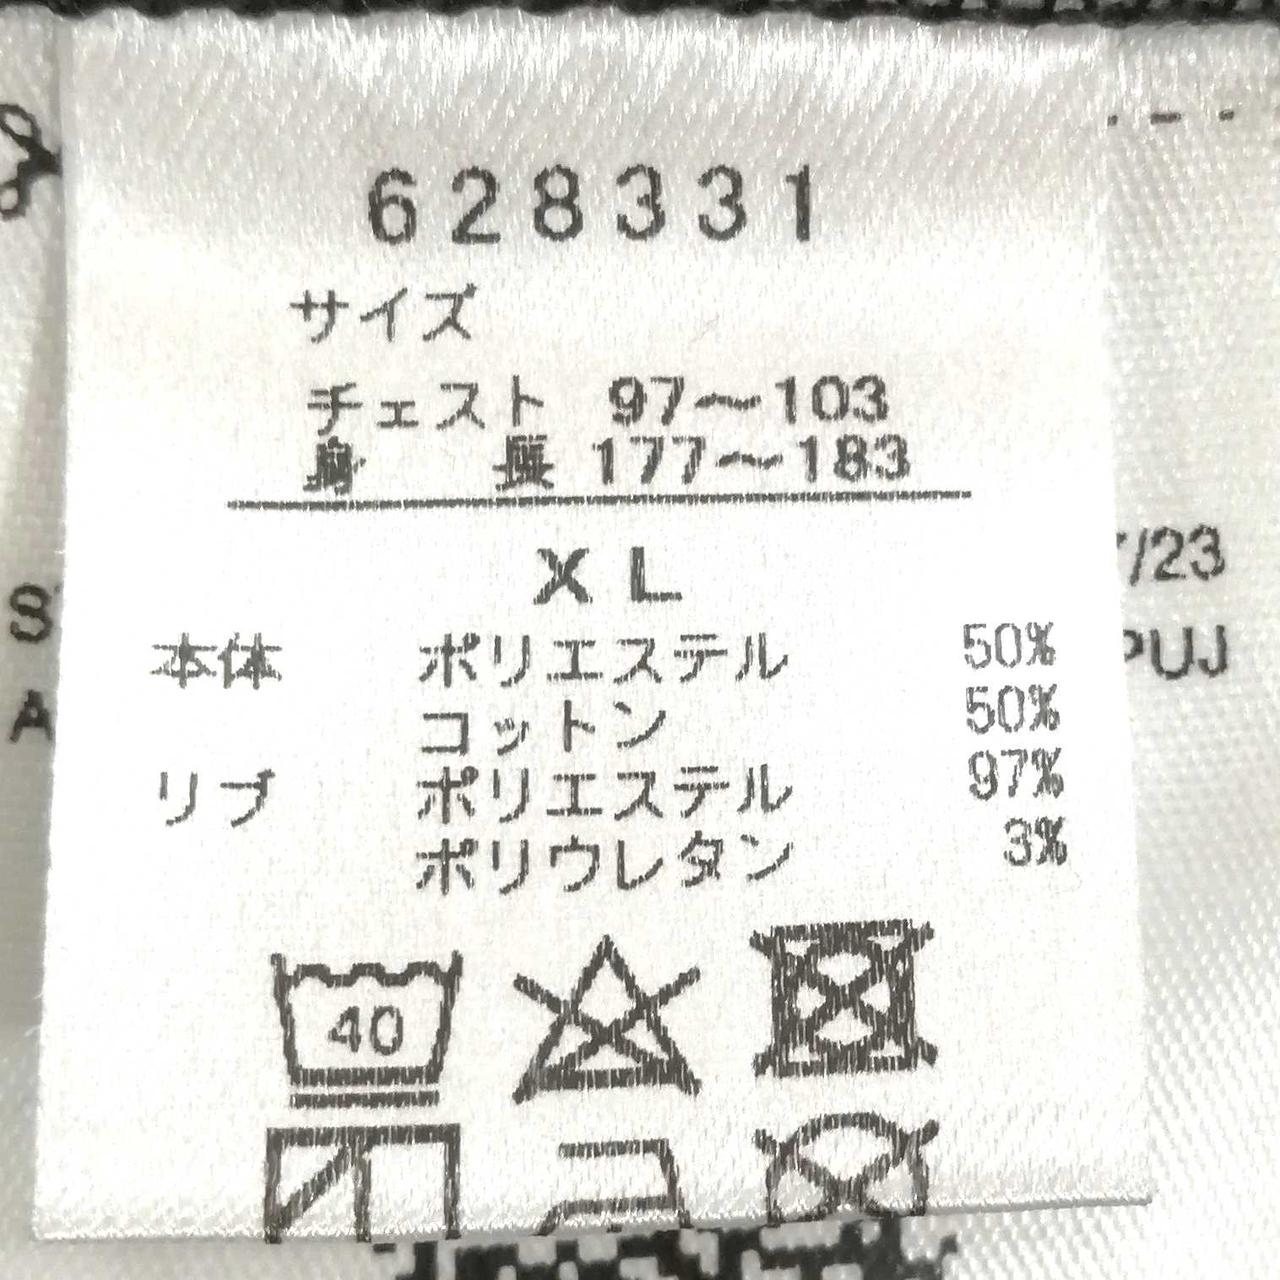 628331
サイズ
チェスト 97〜103
身長 177〜183
XL
本体 ポリエステル 50%
コットン 50%
リブ ポリエステル 97%
ポリウレタン 3%
40
/23
PUJ
S
A